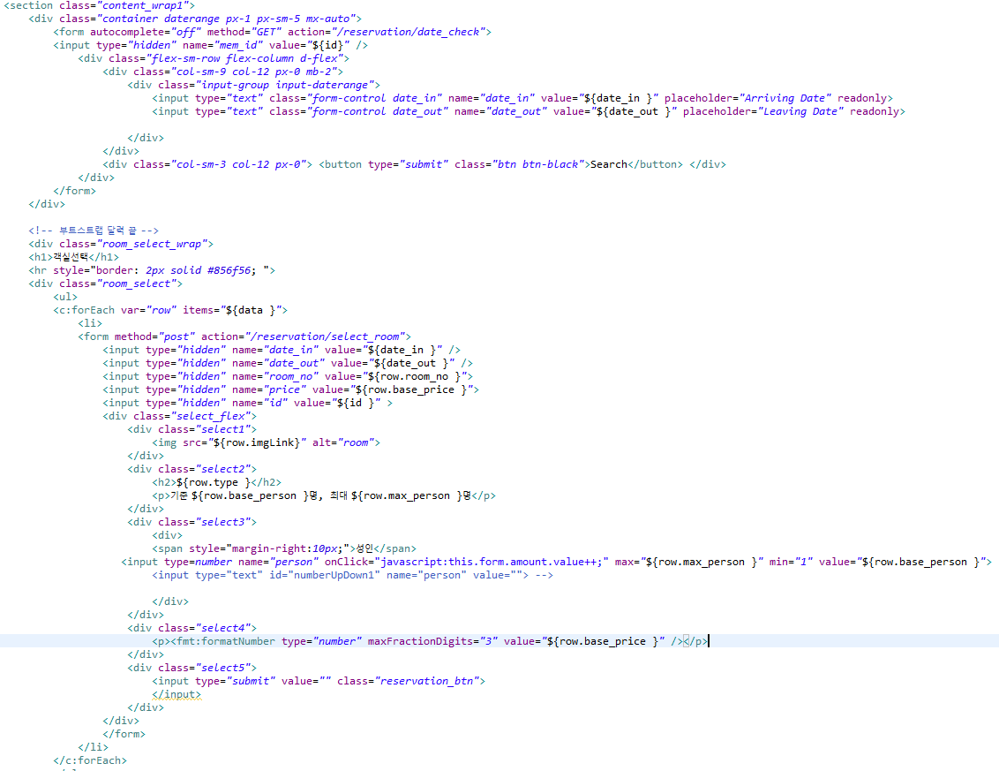 <section class="content_wrap1">
<div class="container daterange px-1 px-sm-5 mx-auto">
<form autocomplete="off" method="GET" action="/reservation/date_check">
<input type="hidden" name="mem_id" value="${id}" />
<div class="flex-sm-row flex-column d-flex">
<div class="col-sm-9 col-12 px-0 mb-2">
<div class="input-group input-daterange">
<input type="text" class="form-control date_in" name="date_in" value="${date_in }" placeholder="Arriving Date" readonly>
<input type="text" class="form-control date_out" name="date_out" value="${date_out }" placeholder="Leaving Date" readonly>
</div>
</div>
<div class="col-sm-3 col-12 px-0"> <button type="submit" class="btn btn-black">Search</button> </div>
</div>
</form>
</div>
<!-- 부트스트랩 달력 끝 -->
<div class="room_select_wrap">
<h1>객실선택</h1>
<hr style="border: 2px solid #856f56; ">
<div class="room_select">
<ul>
<c:forEach var="row" items="${data }">
<li>
<form method="post" action="/reservation/select_room">
<input type="hidden" name="date_in" value="${date_in }" />
<input type="hidden" name="date_out" value="${date_out }" />
<input type="hidden" name="room_no" value="${row.room_no }">
<input type="hidden" name="price" value="${row.base_price }">
<input type="hidden" name="id" value="${id }" >
<div class="select_flex">
<div class="select1">
<img src="${row.imgLink}" alt="room">
</div>
<div class="select2">
<h2>${row.type }</h2>
<p>기준 ${row.base_person }명, 최대 ${row.max_person }명</p>
</div>
<div class="select3">
<div>
<span style="margin-right:10px;">성인</span>
<input type=number name="person" onClick="javascript:this.form.amount.value++;" max="${row.max_person }" min="1" value="${row.base_person }">
<input type="text" id="numberUpDown1" name="person" value=""> -->
</div>
</div>
<div class="select4">
<p><fmt:formatNumber type="number" maxFractionDigits="3" value="${row.base_price }" /></p>
</div>
<div class="select5">
<input type="submit" value="" class="reservation_btn">
</input>
</div>
</div>
</form>
</li>
</c:forEach>